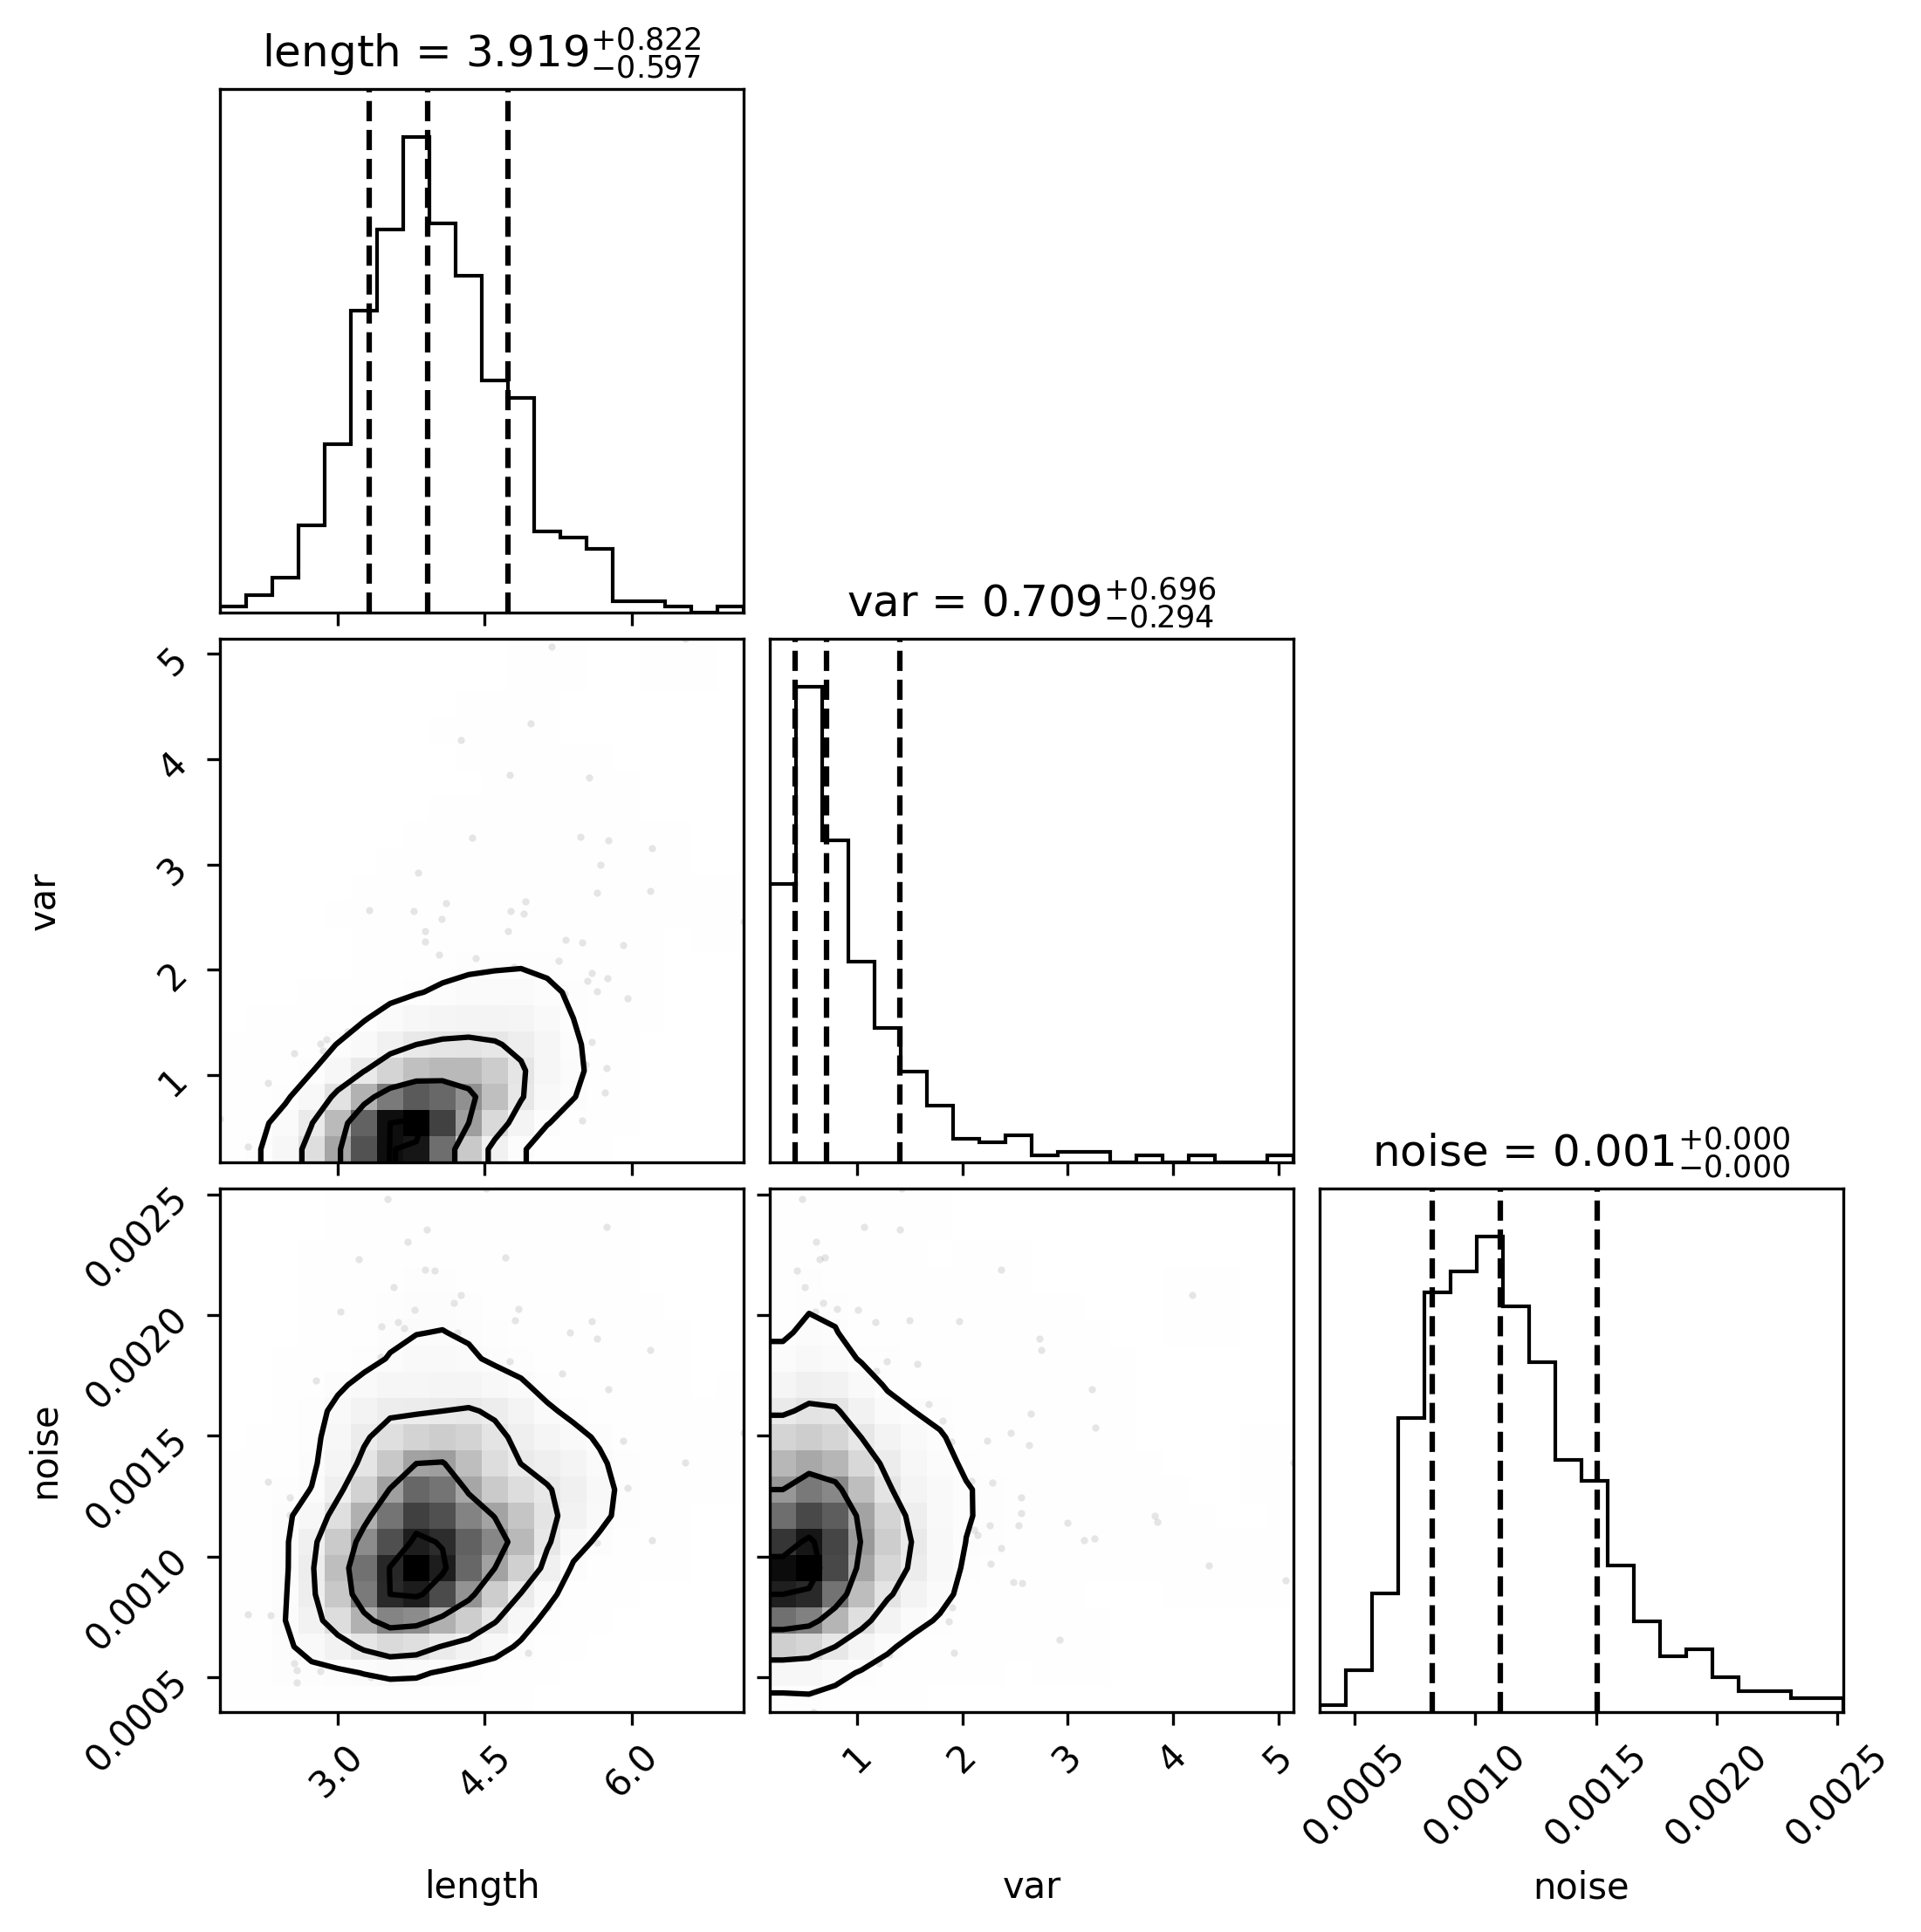 length = 3.919+0.822−0.597
var = 0.709+0.696−0.294
noise = 0.001+0.000−0.000
5
4
3
2
1
var
0.0025
0.0020
0.0015
0.0010
0.0005
noise
3.0 4.5 6.0
1 2 3 4 5
0.0005 0.0010 0.0015 0.0020 0.0025
length var noise